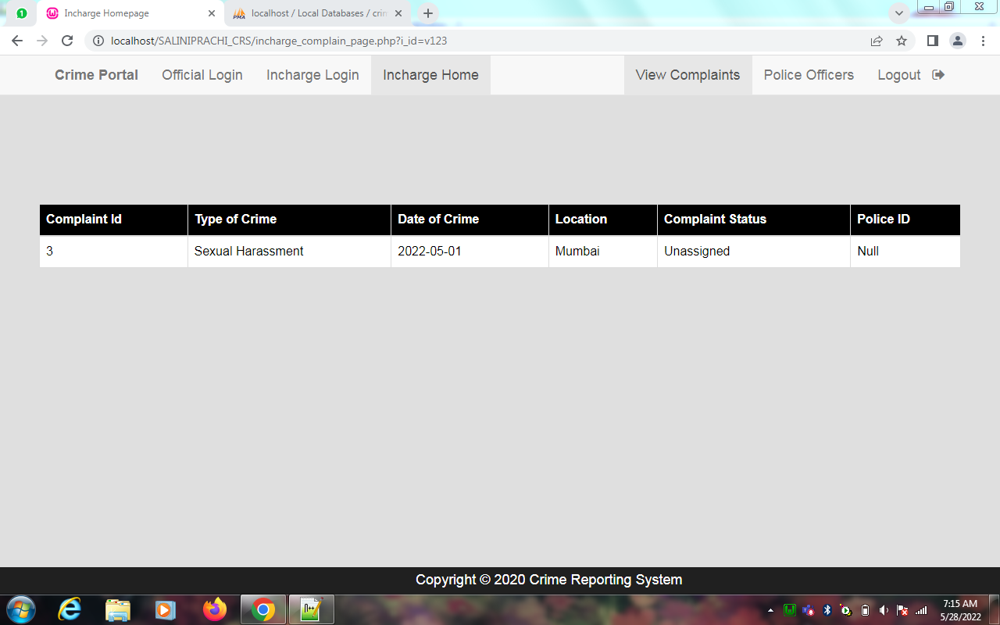 1
Incharge Homepage
localhost / Local Databases / crin
localhost/SALINIPRACHI_CRS/incharge_complain_page.php?i_id=v123
Crime Portal Official Login Incharge Login Incharge Home View Complaints Police Officers Logout
Complaint Id Type of Crime Date of Crime Location Complaint Status Police ID
3 Sexual Harassment 2022-05-01 Mumbai Unassigned Null
Copyright © 2020 Crime Reporting System
7:15 AM
5/28/2022